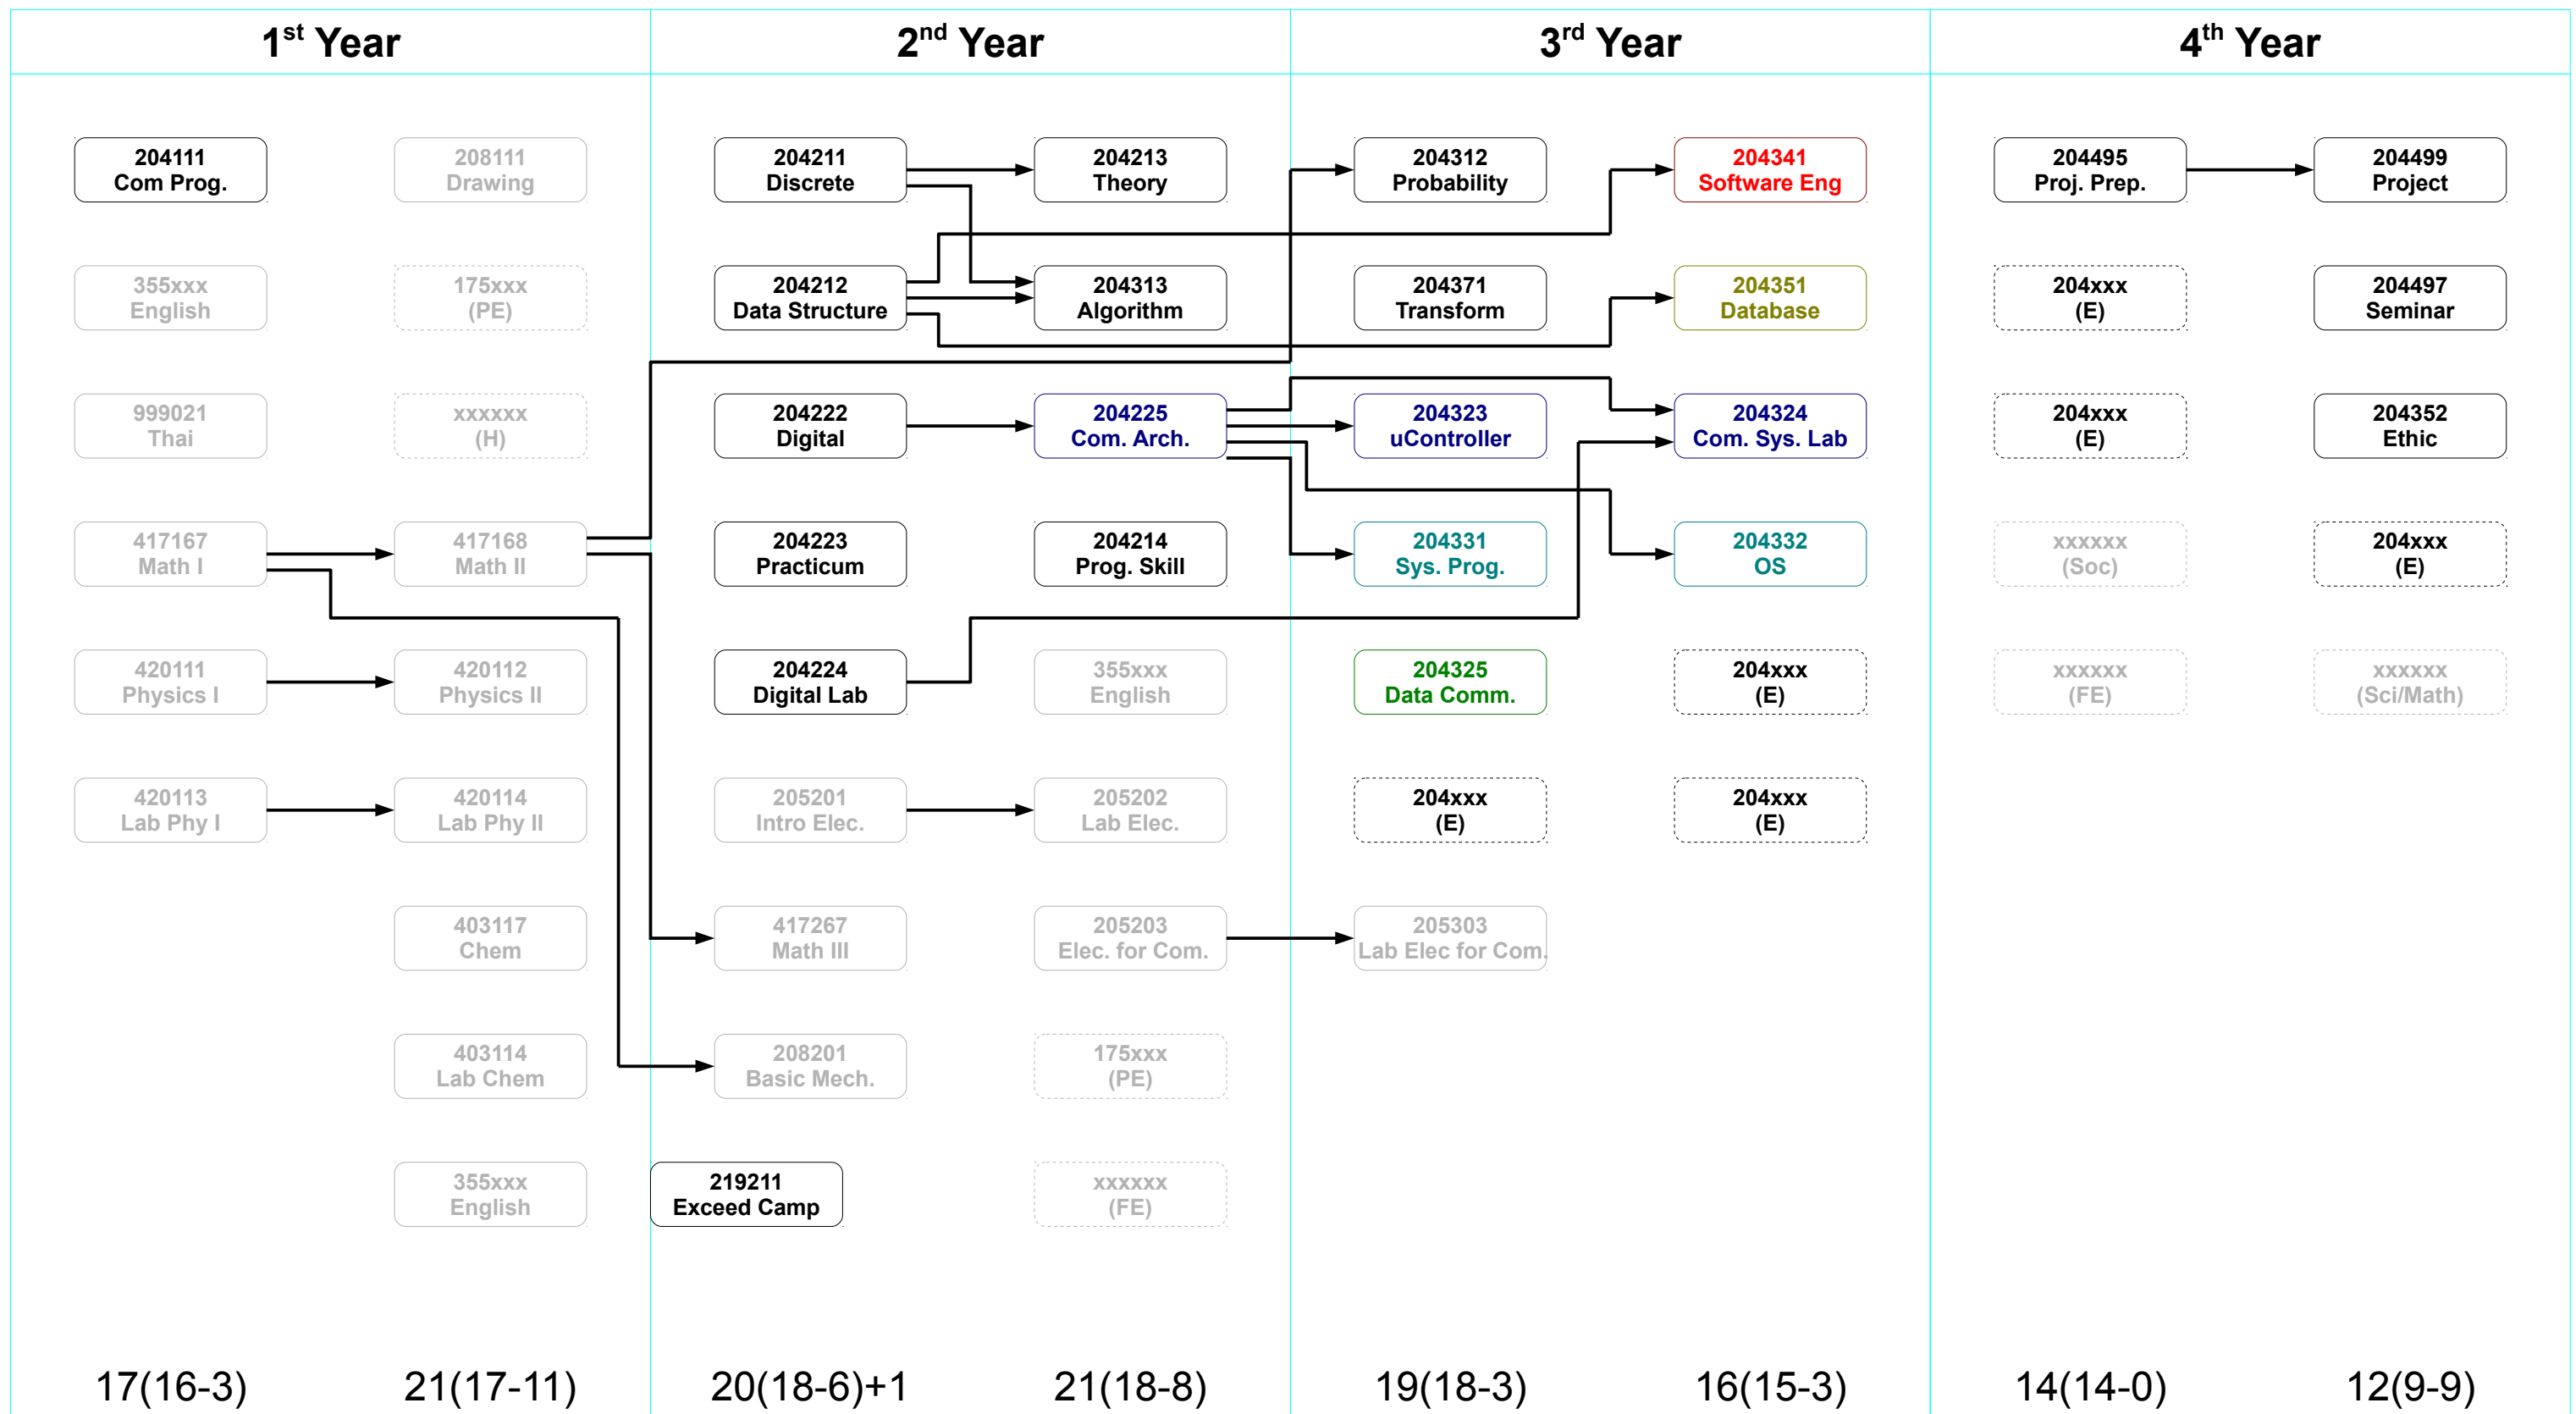 1st Year
2nd Year
3rd Year
4th Year
204111
Com Prog.
208111
Drawing
204211
Discrete
204213
Theory
204312
Probability
204341
Software Eng
204495
Proj. Prep.
204499
Project
355xxx
English
175xxx
(PE)
204212
Data Structure
204313
Algorithm
204371
Transform
204351
Database
204xxx
(E)
204497
Seminar
999021
Thai
xxxxxx
(H)
204222
Digital
204225
Com. Arch.
204323
uController
204324
Com. Sys. Lab
204xxx
(E)
204352
Ethic
417167
Math I
417168
Math II
204223
Practicum
204214
Prog. Skill
204331
Sys. Prog.
204332
OS
xxxxxx
(Soc)
204xxx
(E)
420111
Physics I
420112
Physics II
204224
Digital Lab
355xxx
English
204325
Data Comm.
204xxx
(E)
xxxxxx
(FE)
xxxxxx
(Sci/Math)
420113
Lab Phy I
420114
Lab Phy II
205201
Intro Elec.
205202
Lab Elec.
204xxx
(E)
204xxx
(E)
403117
Chem
417267
Math III
205203
Elec. for Com.
205303
Lab Elec for Com.
403114
Lab Chem
208201
Basic Mech.
175xxx
(PE)
355xxx
English
219211
Exceed Camp
xxxxxx
(FE)
17(16-3)
21(17-11)
20(18-6)+1
21(18-8)
19(18-3)
16(15-3)
14(14-0)
12(9-9)